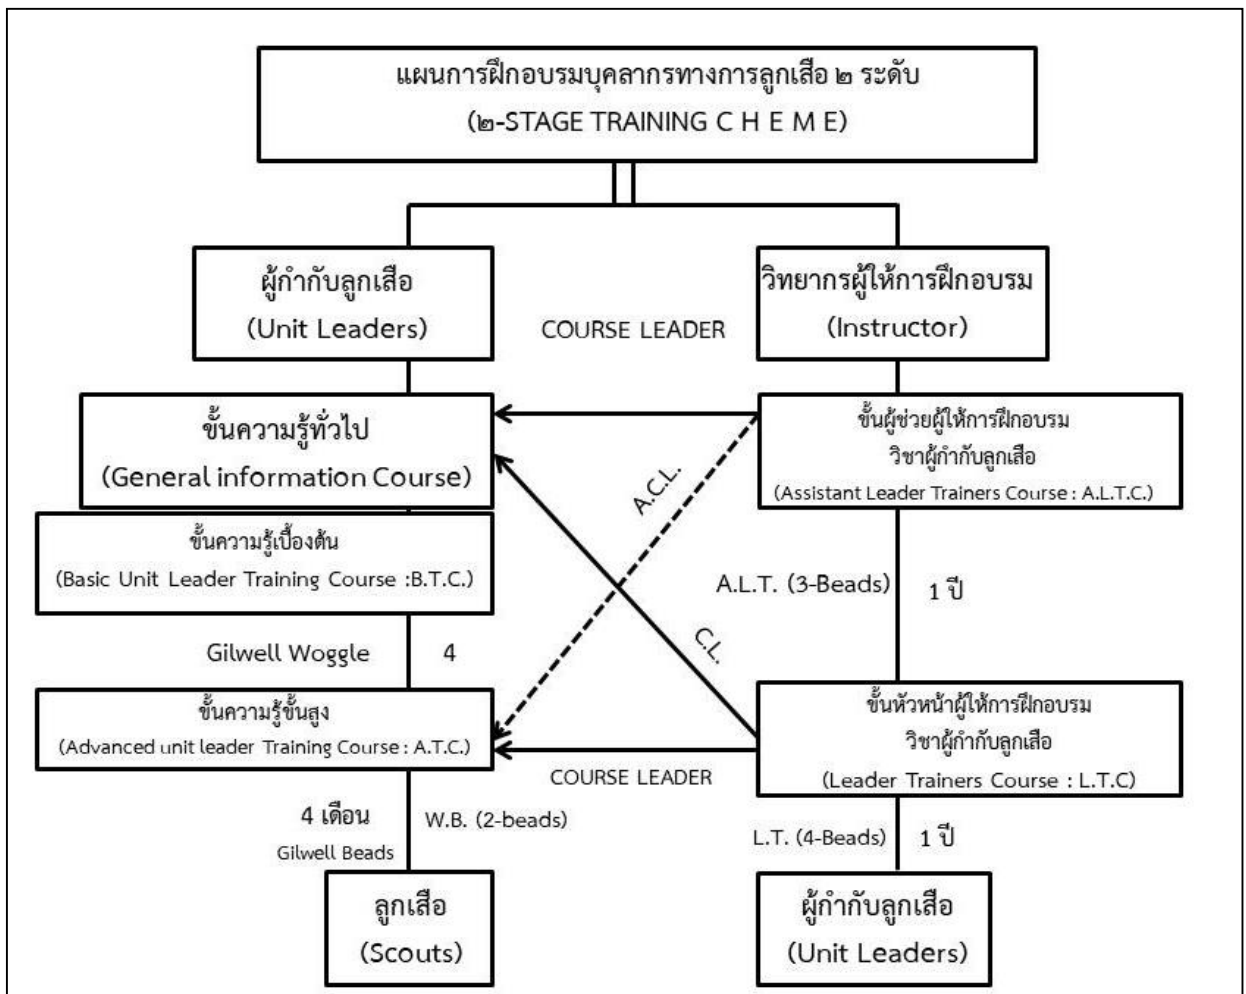 แผนการฝึกอบรมบุคลากรทางการลูกเสือ ๒ ระดับ
(๒-STAGE TRAINING C H E M E)
ผู้กำกับลูกเสือ
(Unit Leaders)
COURSE LEADER
วิทยากรผู้ให้การฝึกอบรม
(Instructor)
ขั้นความรู้ทั่วไป
(General information Course)
ขั้นผู้ช่วยผู้ให้การฝึกอบรม
วิชาผู้กำกับลูกเสือ
(Assistant Leader Trainers Course : A.L.T.C.)
A.C.L.
ขั้นความรู้เบื้องต้น
(Basic Unit Leader Training Course :B.T.C.)
A.L.T. (3-Beads)
1 ปี
Gilwell Woggle
4
C.L.
ขั้นความรู้ขั้นสูง
(Advanced unit leader Training Course : A.T.C.)
ขั้นหัวหน้าผู้ให้การฝึกอบรม
วิชาผู้กำกับลูกเสือ
(Leader Trainers Course : L.T.C)
COURSE LEADER
4 เดือน
W.B. (2-beads)
Gilwell Beads
L.T. (4-Beads)
1 ปี
ลูกเสือ
(Scouts)
ผู้กำกับลูกเสือ
(Unit Leaders)